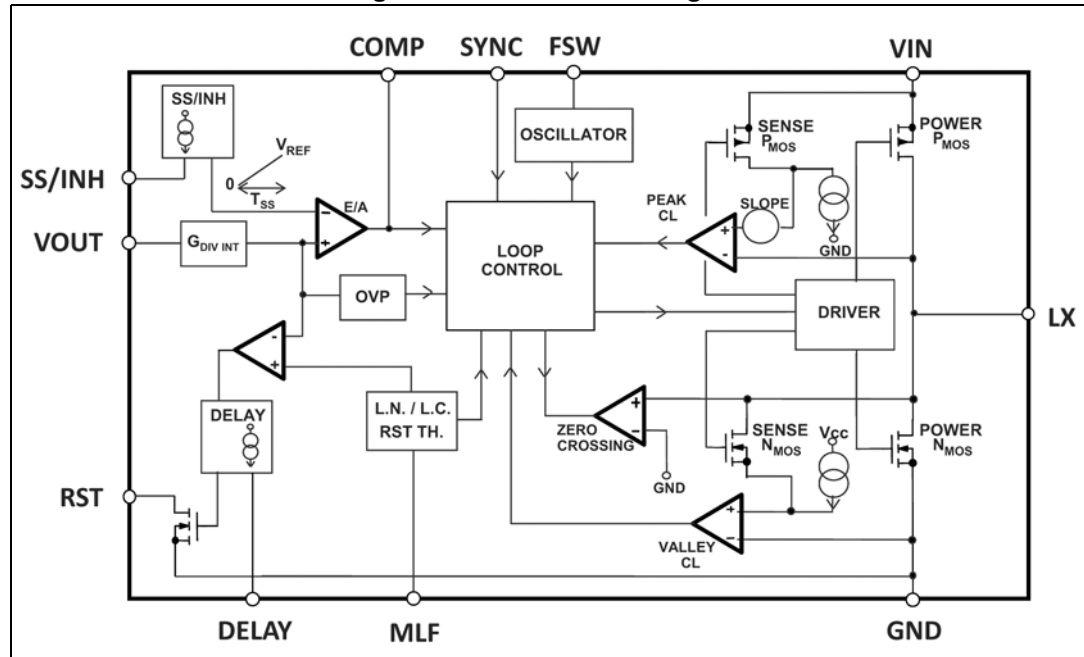 COMP
SYNC
FSW
VIN
SS/INH
OSCILLATOR
SENSE
PMOS
POWER
PMOS
VREF
0
TSS
SS/INH
E/A
-
+
PEAK
CL
SLOPE
+
-
GND
VOUT
GDIV INT
LOOP
CONTROL
OVP
DRIVER
LX
-
+
DELAY
L.N. / L.C.
RST TH.
ZERO
CROSSING
+
-
GND
SENSE
NMOS
Vcc
POWER
NMOS
RST
VALLEY
CL
+
-
DELAY
MLF
GND